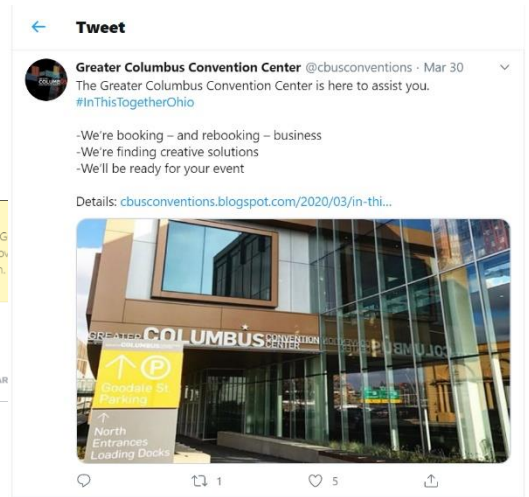 Tweet
Greater Columbus Convention Center @cbusconventions · Mar 30
The Greater Columbus Convention Center is here to assist you.
#InThisTogetherOhio
-We're booking – and rebooking – business
-We're finding creative solutions
-We'll be ready for your event
Details: cbusconventions.blogspot.com/2020/03/in-thi...
GREATER COLUMBUS CONVENTION
CENTER
P
Goodale St
Parking
North
Entrances
Loading Docks
1
5